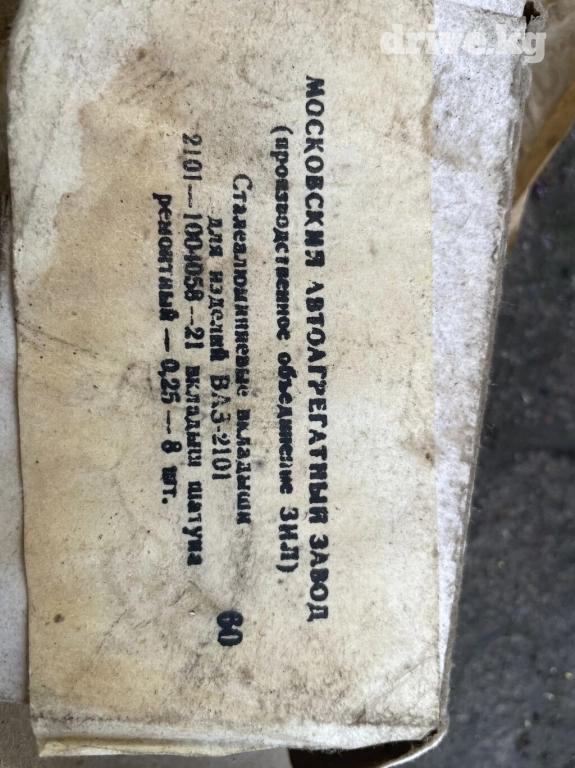 drive.kg
МОСКОВСКИЙ АВТОАГРЕГАТНЫЙ ЗАВОД
(производственное объединение ЗИЛ)
Сталеалюминиевые вкладыши
для изделий ВАЗ-2101
2101—1004058—21 вкладыш шатуна
ремонтный — 0,25 — 8 шт.
60